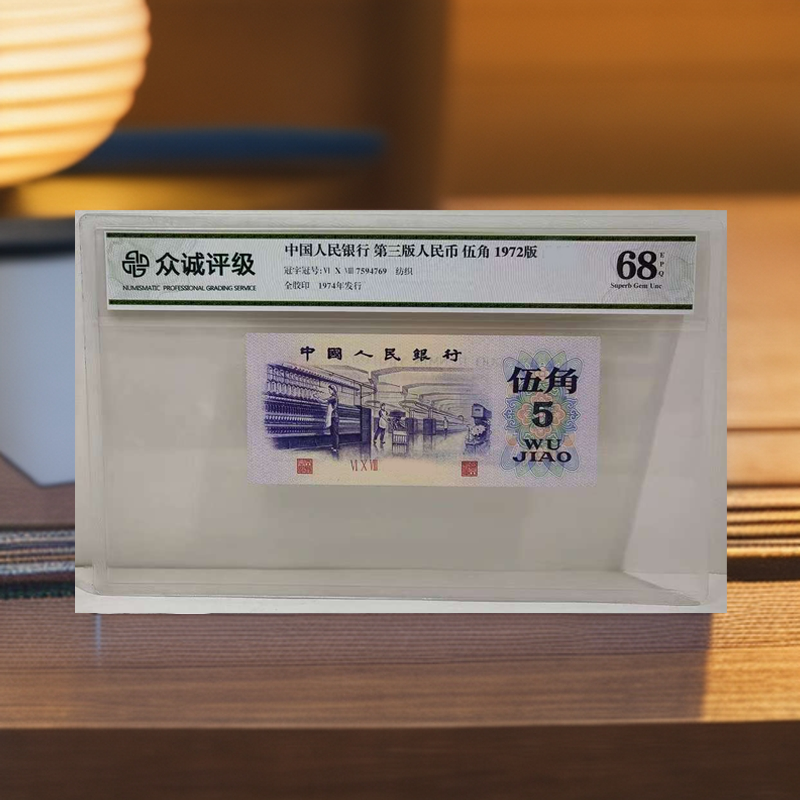 众诚评级
NUMISMATIC PROFESSIONAL GRADING SERVICE
中国人民银行 第三版人民币 伍角 1972版
冠字冠号:Ⅵ Ⅹ Ⅷ 7594769 纺织
全胶印 1974年发行
68 EPQ
Superb Gem Unc
中國人民銀行
伍角
5
WU
JIAO
ⅥⅩⅧ